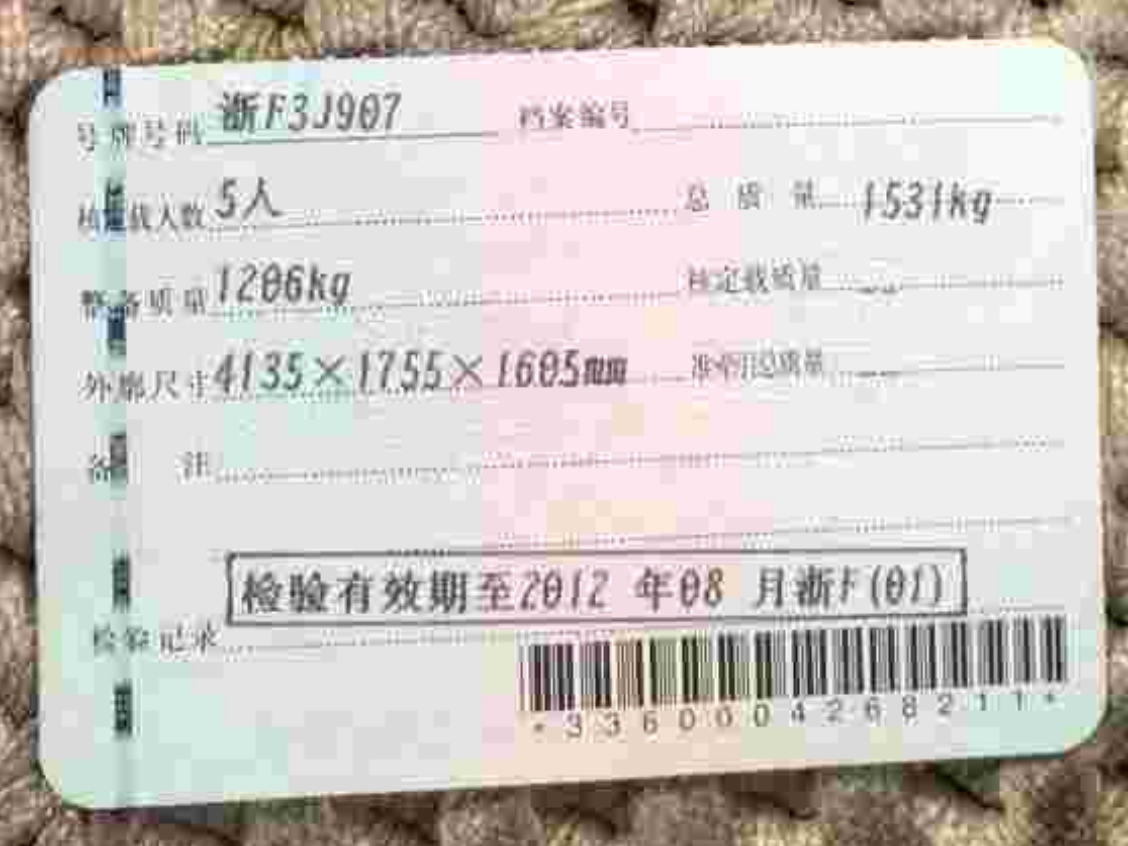 号牌号码 浙F3J907 档案编号
核定载人数 5人 总质量 1531kg
整备质量 1206kg 核定载质量 --
外廓尺寸 4135×1755×1605mm 准牵引总质量 --
备注
检验有效期至2012 年08 月浙F(01)
检验记录
*3360004268211*